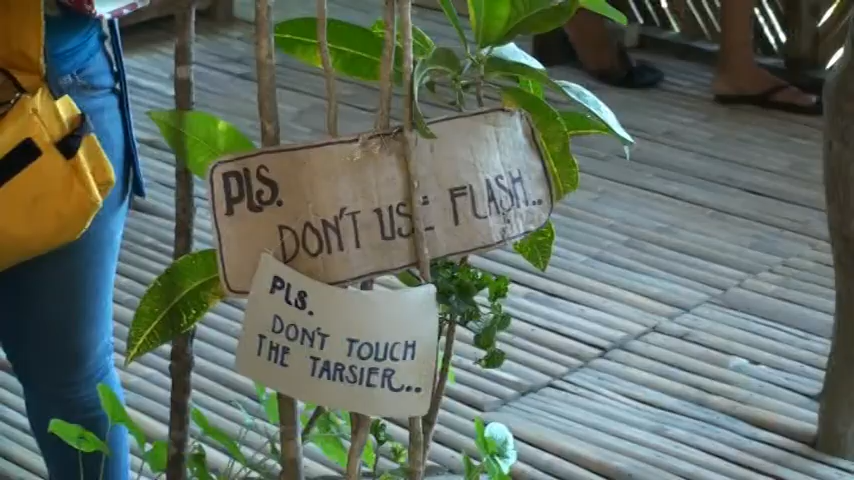 PLS.
DON'T USE FLASH..
PLS.
DON'T TOUCH
THE TARSIER..